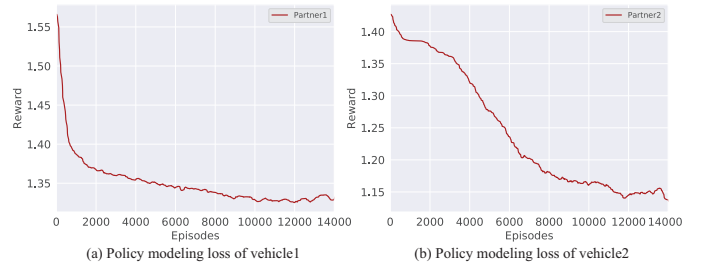 Partner1
1.55
1.50
1.45
1.40
1.35
Reward
0 2000 4000 6000 8000 10000 12000 14000
Episodes
(a) Policy modeling loss of vehicle1
Partner2
1.40
1.35
1.30
1.25
1.20
1.15
Reward
0 2000 4000 6000 8000 10000 12000 14000
Episodes
(b) Policy modeling loss of vehicle2